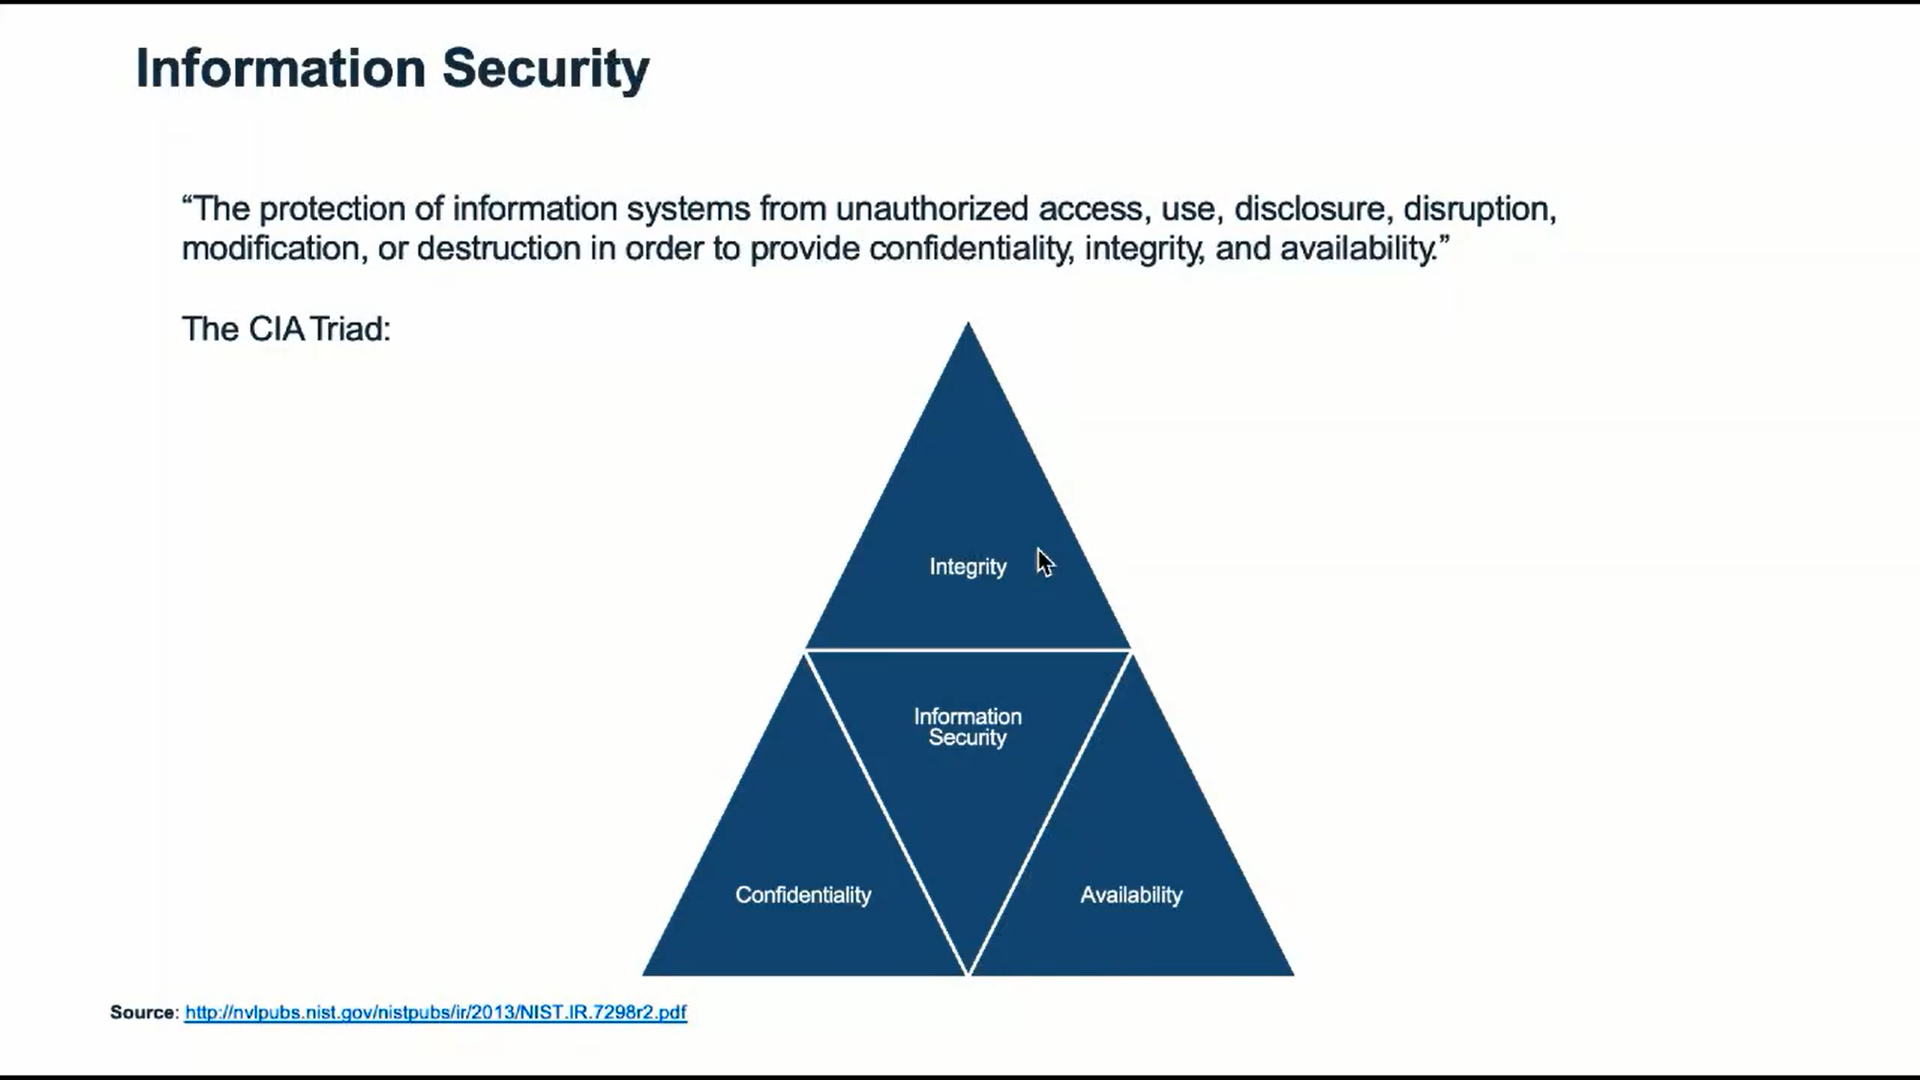 Information Security
“The protection of information systems from unauthorized access, use, disclosure, disruption,
modification, or destruction in order to provide confidentiality, integrity, and availability.”
The CIA Triad:
Integrity
Information
Security
Confidentiality
Availability
Source: http://nvlpubs.nist.gov/nistpubs/ir/2013/NIST.IR.7298r2.pdf